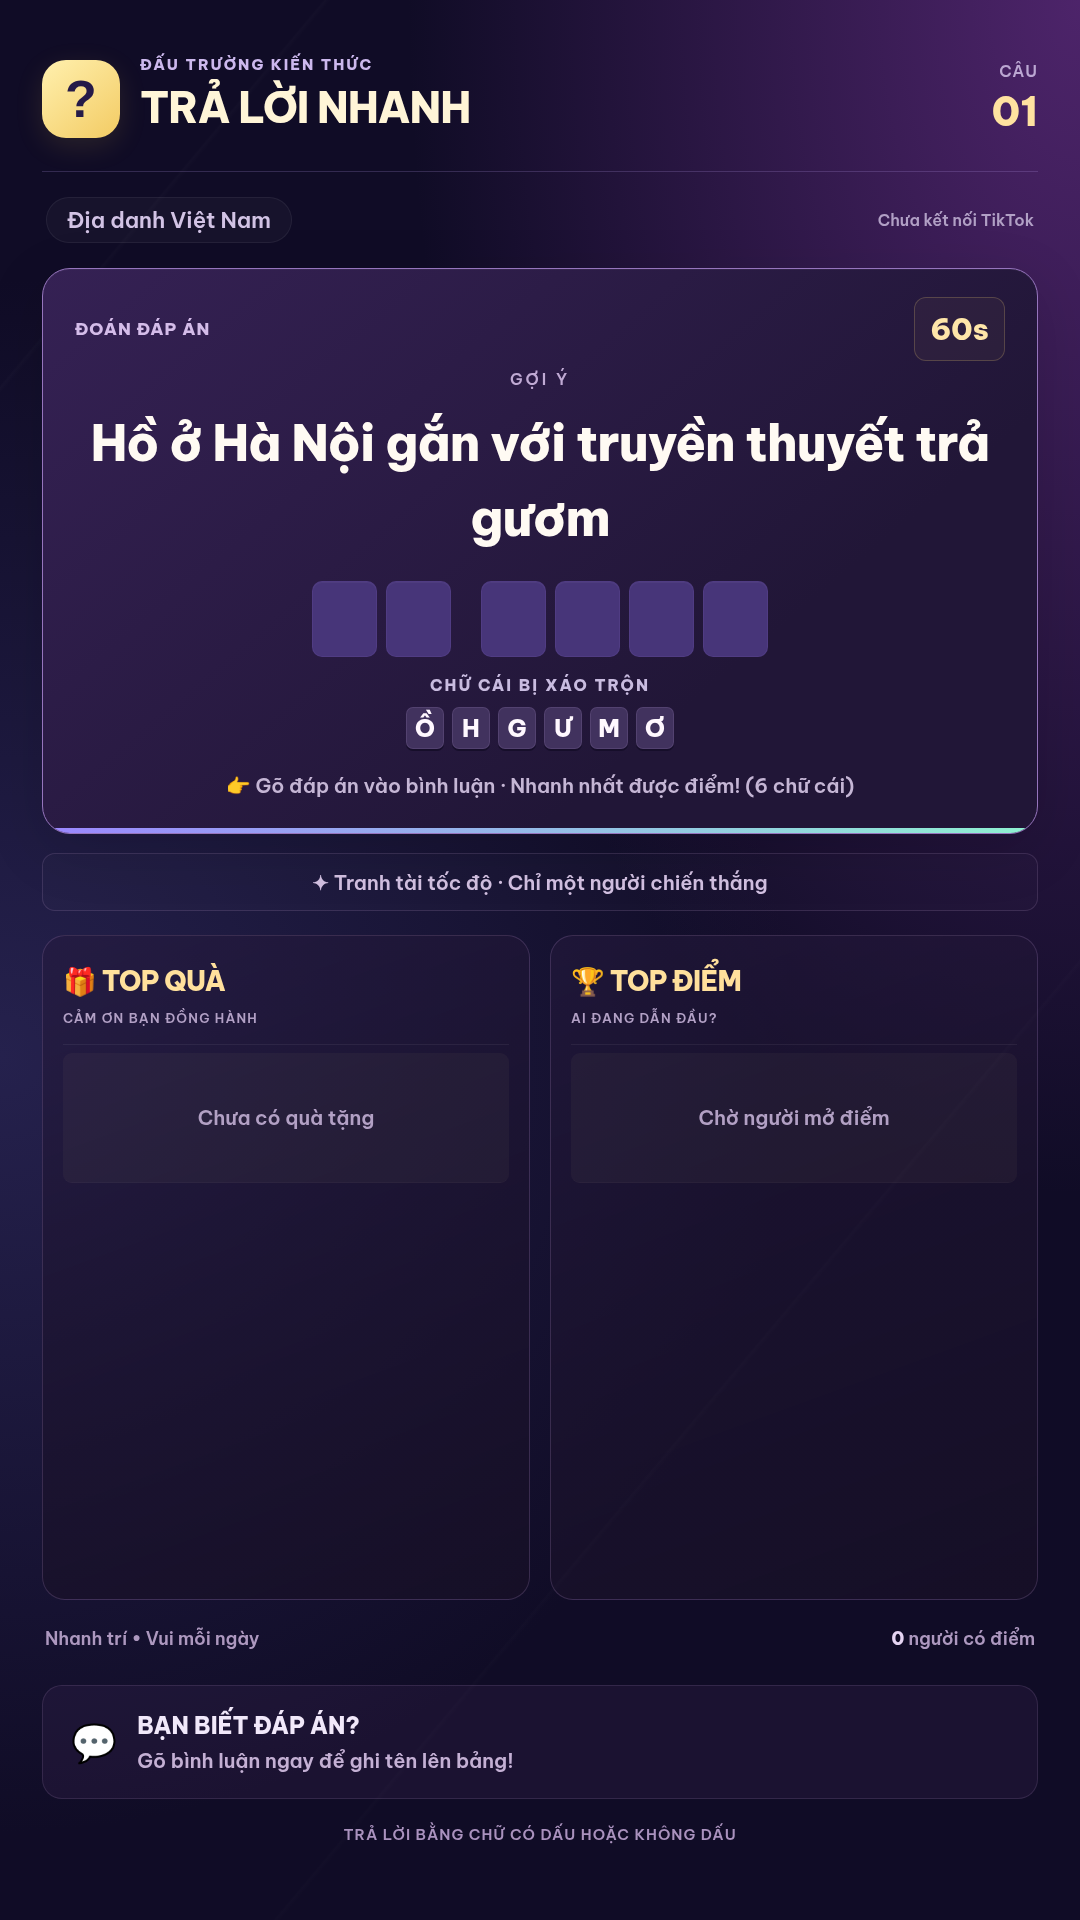 ?
ĐẤU TRƯỜNG KIẾN THỨC
TRẢ LỜI NHANH
CÂU
01
Địa danh Việt Nam
Chưa kết nối TikTok
ĐOÁN ĐÁP ÁN
60s
GỢI Ý
Hồ ở Hà Nội gắn với truyền thuyết trả
gươm
CHỮ CÁI BỊ XÁO TRỘN
Ồ H G Ư M Ơ
👉 Gõ đáp án vào bình luận · Nhanh nhất được điểm! (6 chữ cái)
✦ Tranh tài tốc độ · Chỉ một người chiến thắng
🎁 TOP QUÀ
CẢM ƠN BẠN ĐỒNG HÀNH
Chưa có quà tặng
🏆 TOP ĐIỂM
AI ĐANG DẪN ĐẦU?
Chờ người mở điểm
Nhanh trí • Vui mỗi ngày
0 người có điểm
💬 BẠN BIẾT ĐÁP ÁN?
Gõ bình luận ngay để ghi tên lên bảng!
TRẢ LỜI BẰNG CHỮ CÓ DẤU HOẶC KHÔNG DẤU